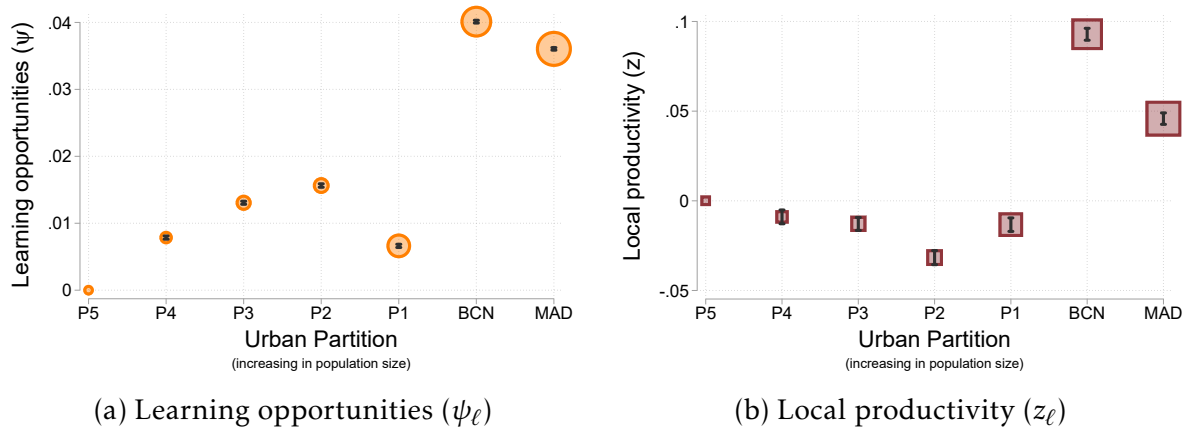 Learning opportunities (ψ)
.04
.03
.02
.01
0
P5 P4 P3 P2 P1 BCN MAD
Urban Partition
(increasing in population size)
(a) Learning opportunities (ψℓ)
Local productivity (z)
.1
.05
0
-.05
P5 P4 P3 P2 P1 BCN MAD
Urban Partition
(increasing in population size)
(b) Local productivity (zℓ)